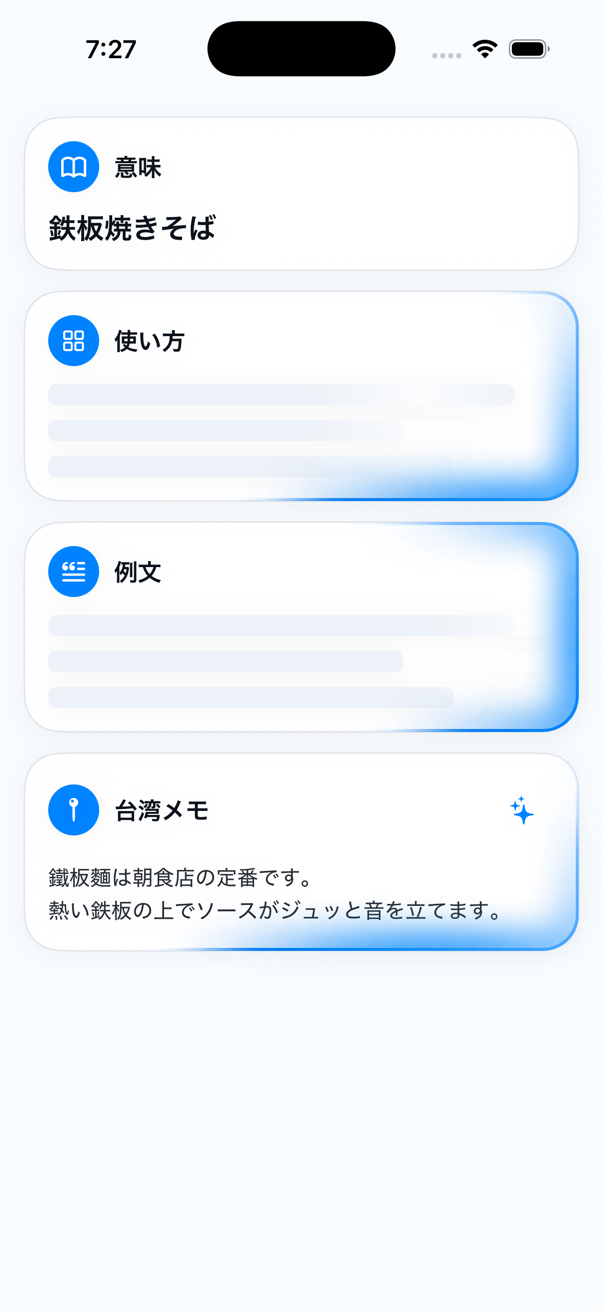 7:27
意味
鉄板焼きそば
使い方
例文
台湾メモ
鐵板麵は朝食店の定番です。
熱い鉄板の上でソースがジュッと音を立てます。